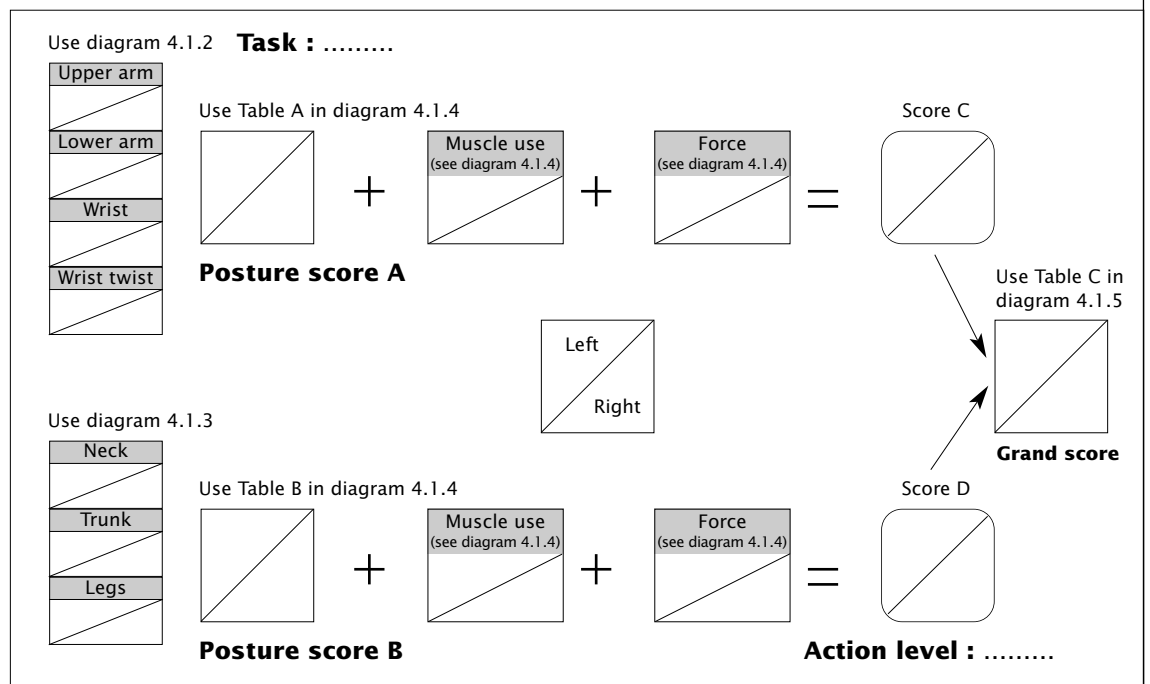 Use diagram 4.1.2 Task : .........
Upper arm
Lower arm
Wrist
Wrist twist
Use Table A in diagram 4.1.4
Posture score A
+
Muscle use
(see diagram 4.1.4)
+
Force
(see diagram 4.1.4)
=
Score C
Use Table C in
diagram 4.1.5
Grand score
Left
Right
Use diagram 4.1.3
Neck
Trunk
Legs
Use Table B in diagram 4.1.4
Posture score B
+
Muscle use
(see diagram 4.1.4)
+
Force
(see diagram 4.1.4)
=
Score D
Action level : .........